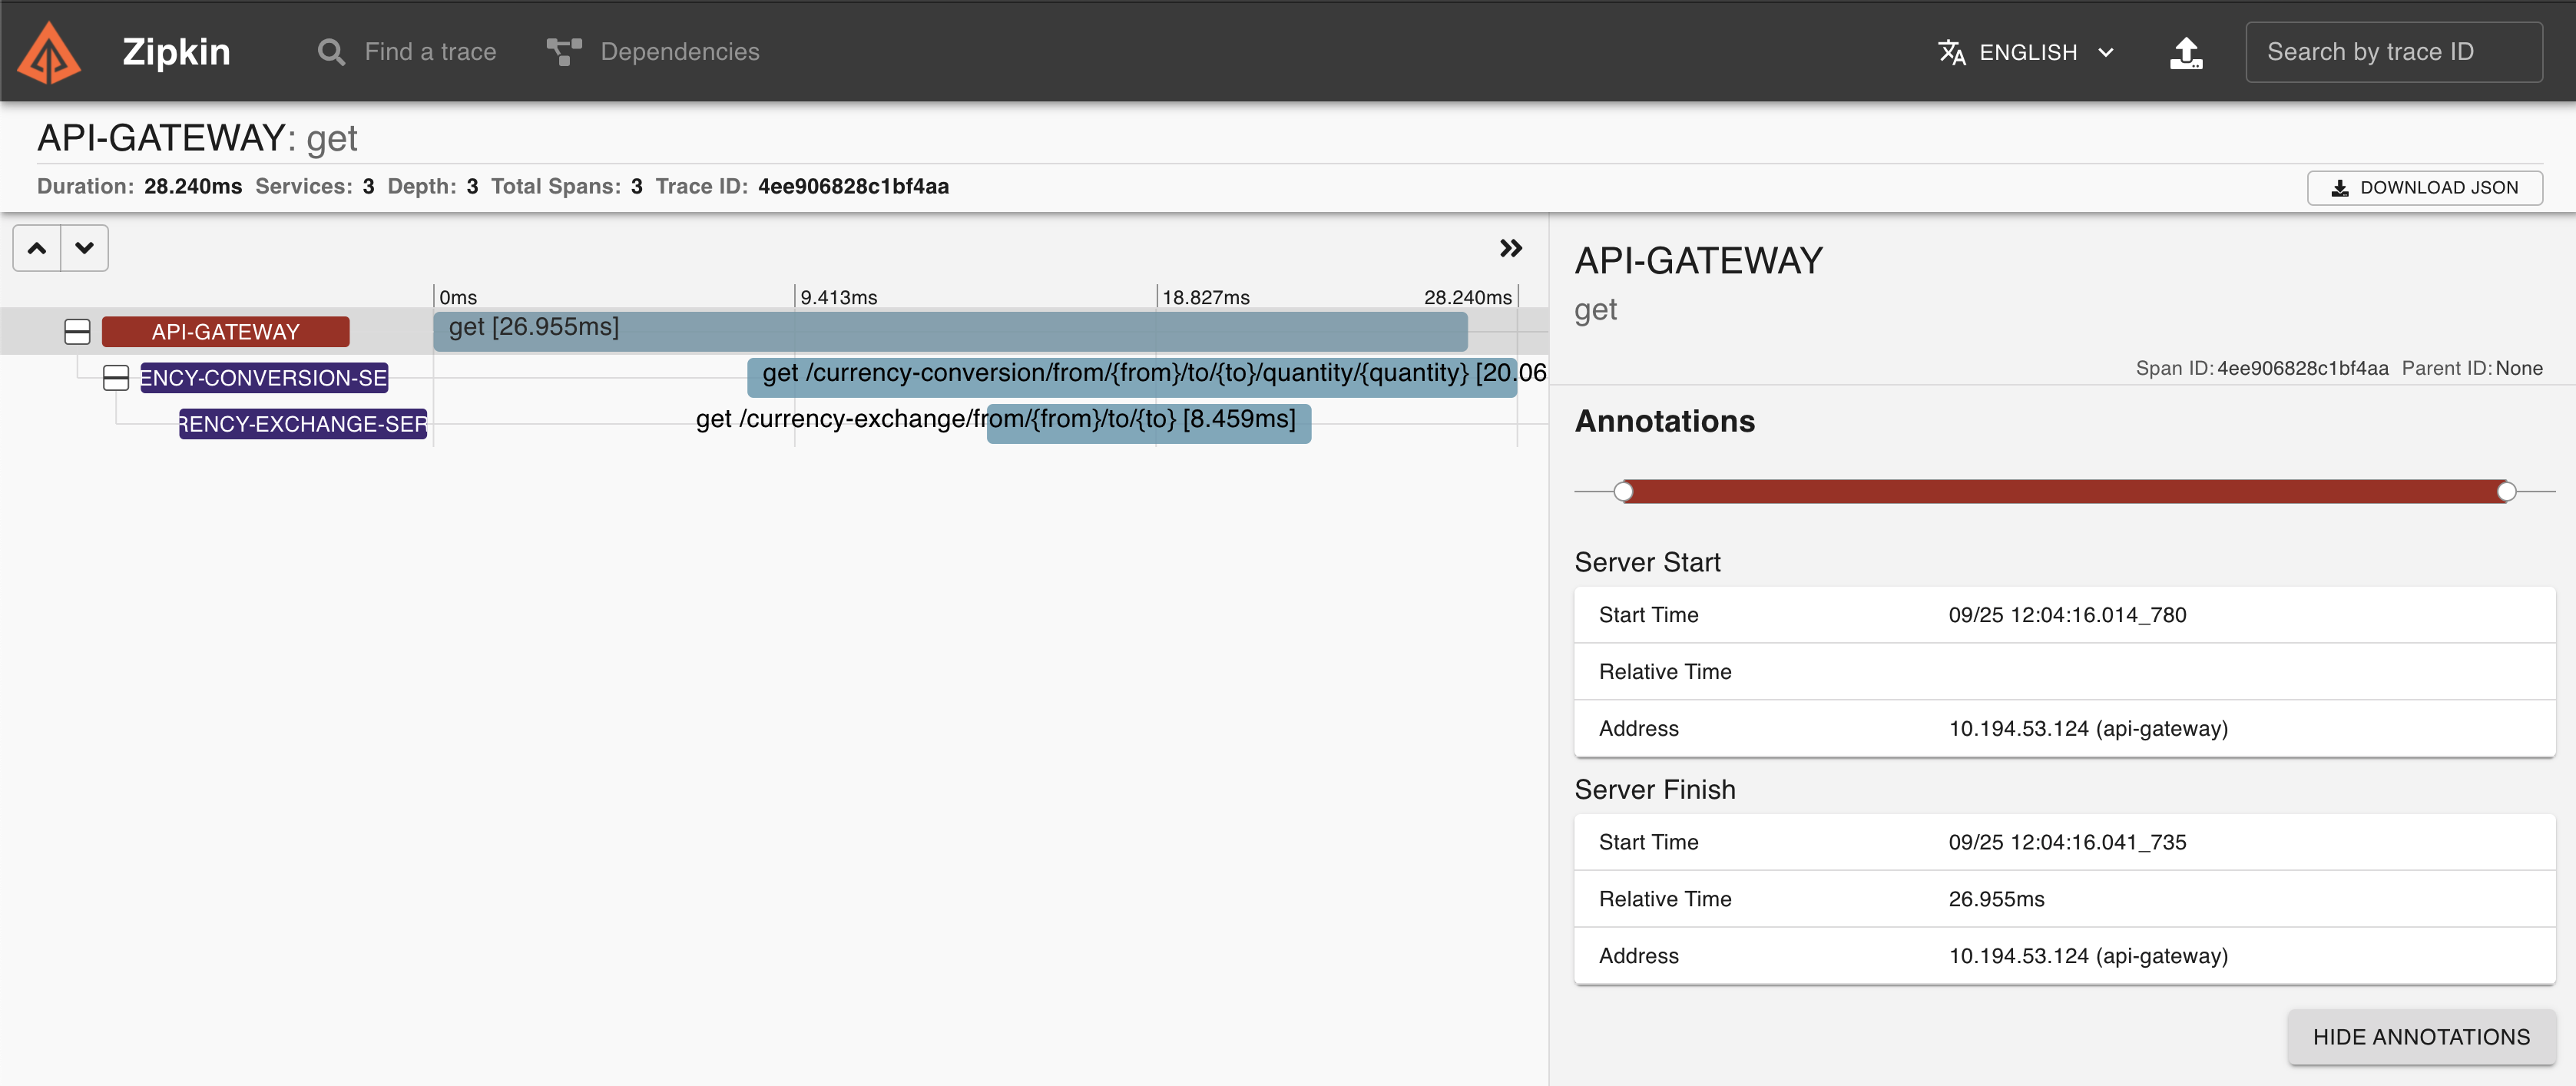 Zipkin Find a trace Dependencies ENGLISH Search by trace ID
API-GATEWAY: get
Duration: 28.240ms Services: 3 Depth: 3 Total Spans: 3 Trace ID: 4ee906828c1bf4aa DOWNLOAD JSON
0ms 9.413ms 18.827ms 28.240ms
API-GATEWAY get [26.955ms]
ENCY-CONVERSION-SE get /currency-conversion/from/{from}/to/{to}/quantity/{quantity} [20.06
RENCY-EXCHANGE-SER get /currency-exchange/from/{from}/to/{to} [8.459ms]
API-GATEWAY
get
Span ID: 4ee906828c1bf4aa Parent ID: None
Annotations
Server Start
Start Time 09/25 12:04:16.014_780
Relative Time
Address 10.194.53.124 (api-gateway)
Server Finish
Start Time 09/25 12:04:16.041_735
Relative Time 26.955ms
Address 10.194.53.124 (api-gateway)
HIDE ANNOTATIONS